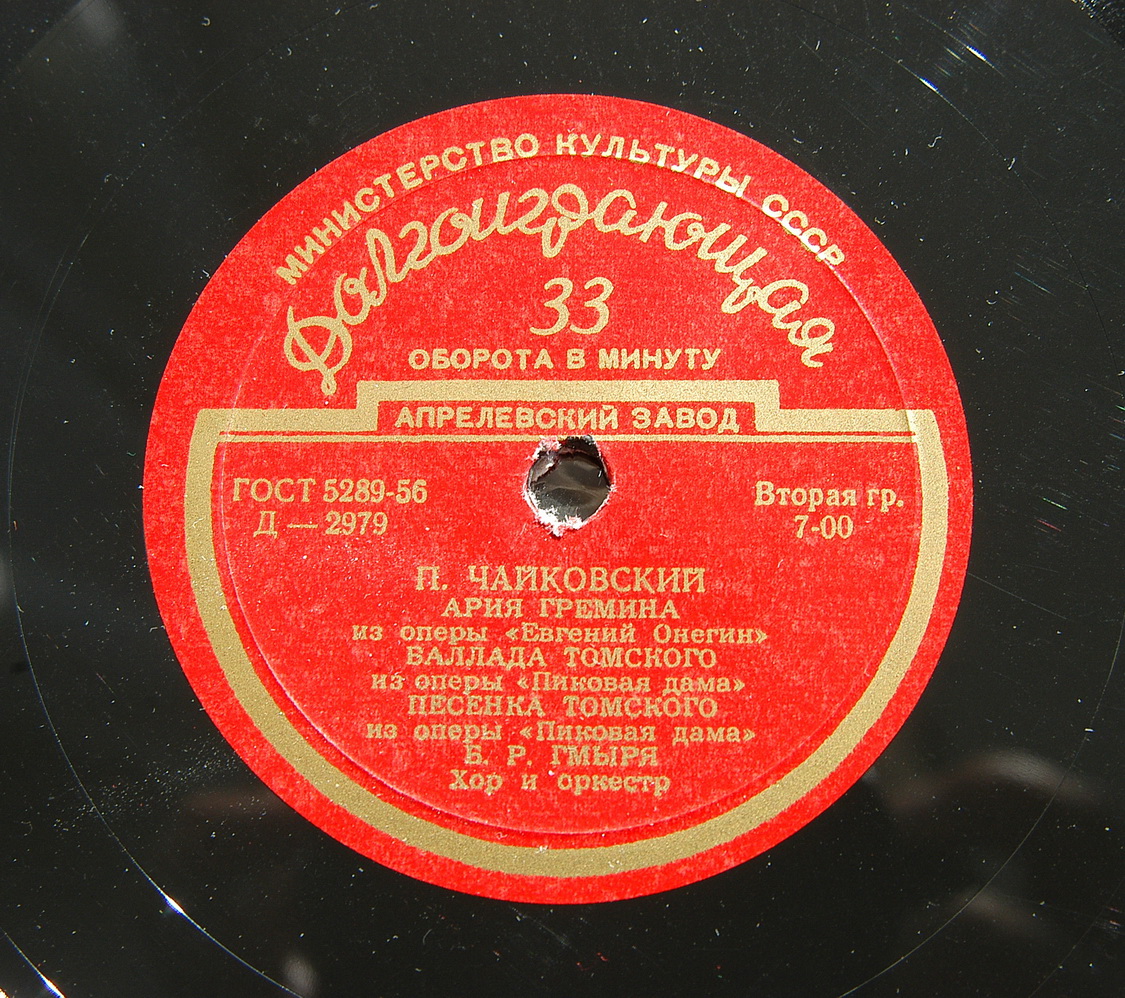 МИНИСТЕРСТВО КУЛЬТУРЫ СССР
Долгоиграющая
33
ОБОРОТА В МИНУТУ
АПРЕЛЕВСКИЙ ЗАВОД
ГОСТ 5289-56
Д — 2979
Вторая гр.
7-00
П. ЧАЙКОВСКИЙ
АРИЯ ГРЕМИНА
из оперы «Евгений Онегин»
БАЛЛАДА ТОМСКОГО
из оперы «Пиковая дама»
ПЕСЕНКА ТОМСКОГО
из оперы «Пиковая дама»
Б. Р. ГМЫРЯ
Хор и оркестр